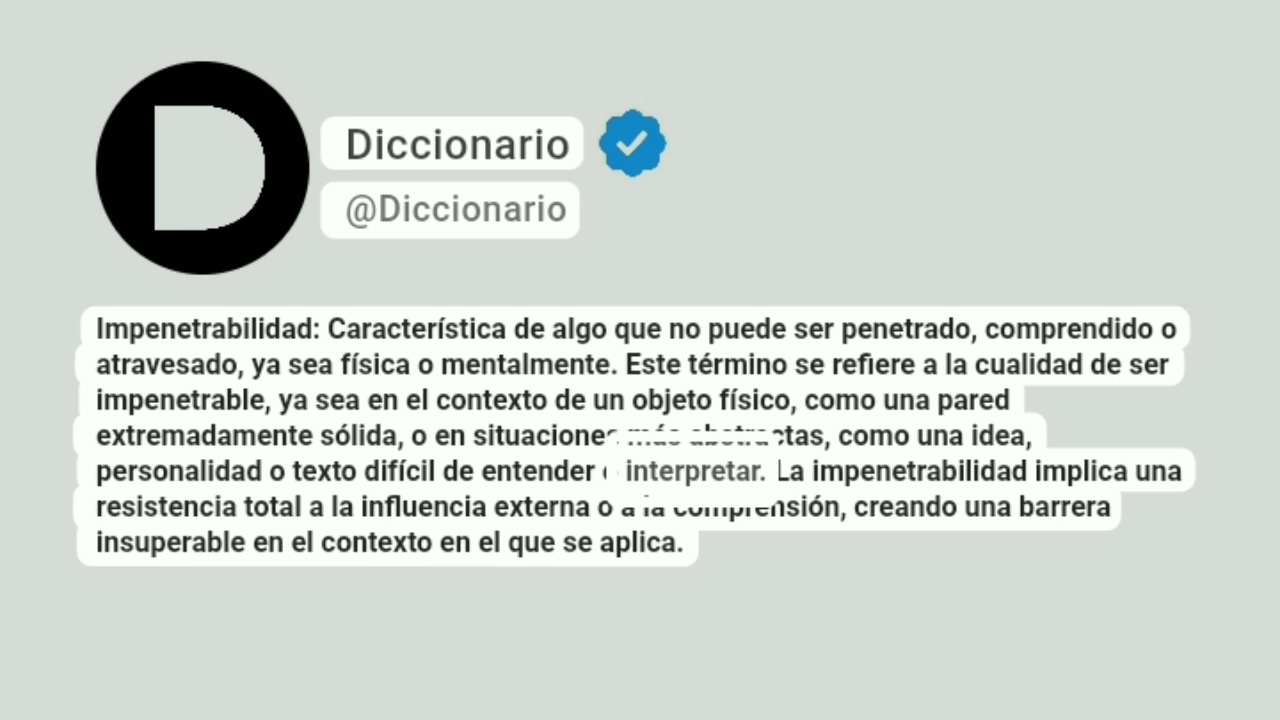 D
Diccionario
@Diccionario
Impenetrabilidad: Característica de algo que no puede ser penetrado, comprendido o
atravesado, ya sea física o mentalmente. Este término se refiere a la cualidad de ser
impenetrable, ya sea en el contexto de un objeto físico, como una pared
extremadamente sólida, o en situaciones más abstractas, como una idea,
personalidad o texto difícil de entender interpretar. La impenetrabilidad implica una
resistencia total a la influencia externa o a la comprensión, creando una barrera
insuperable en el contexto en el que se aplica.